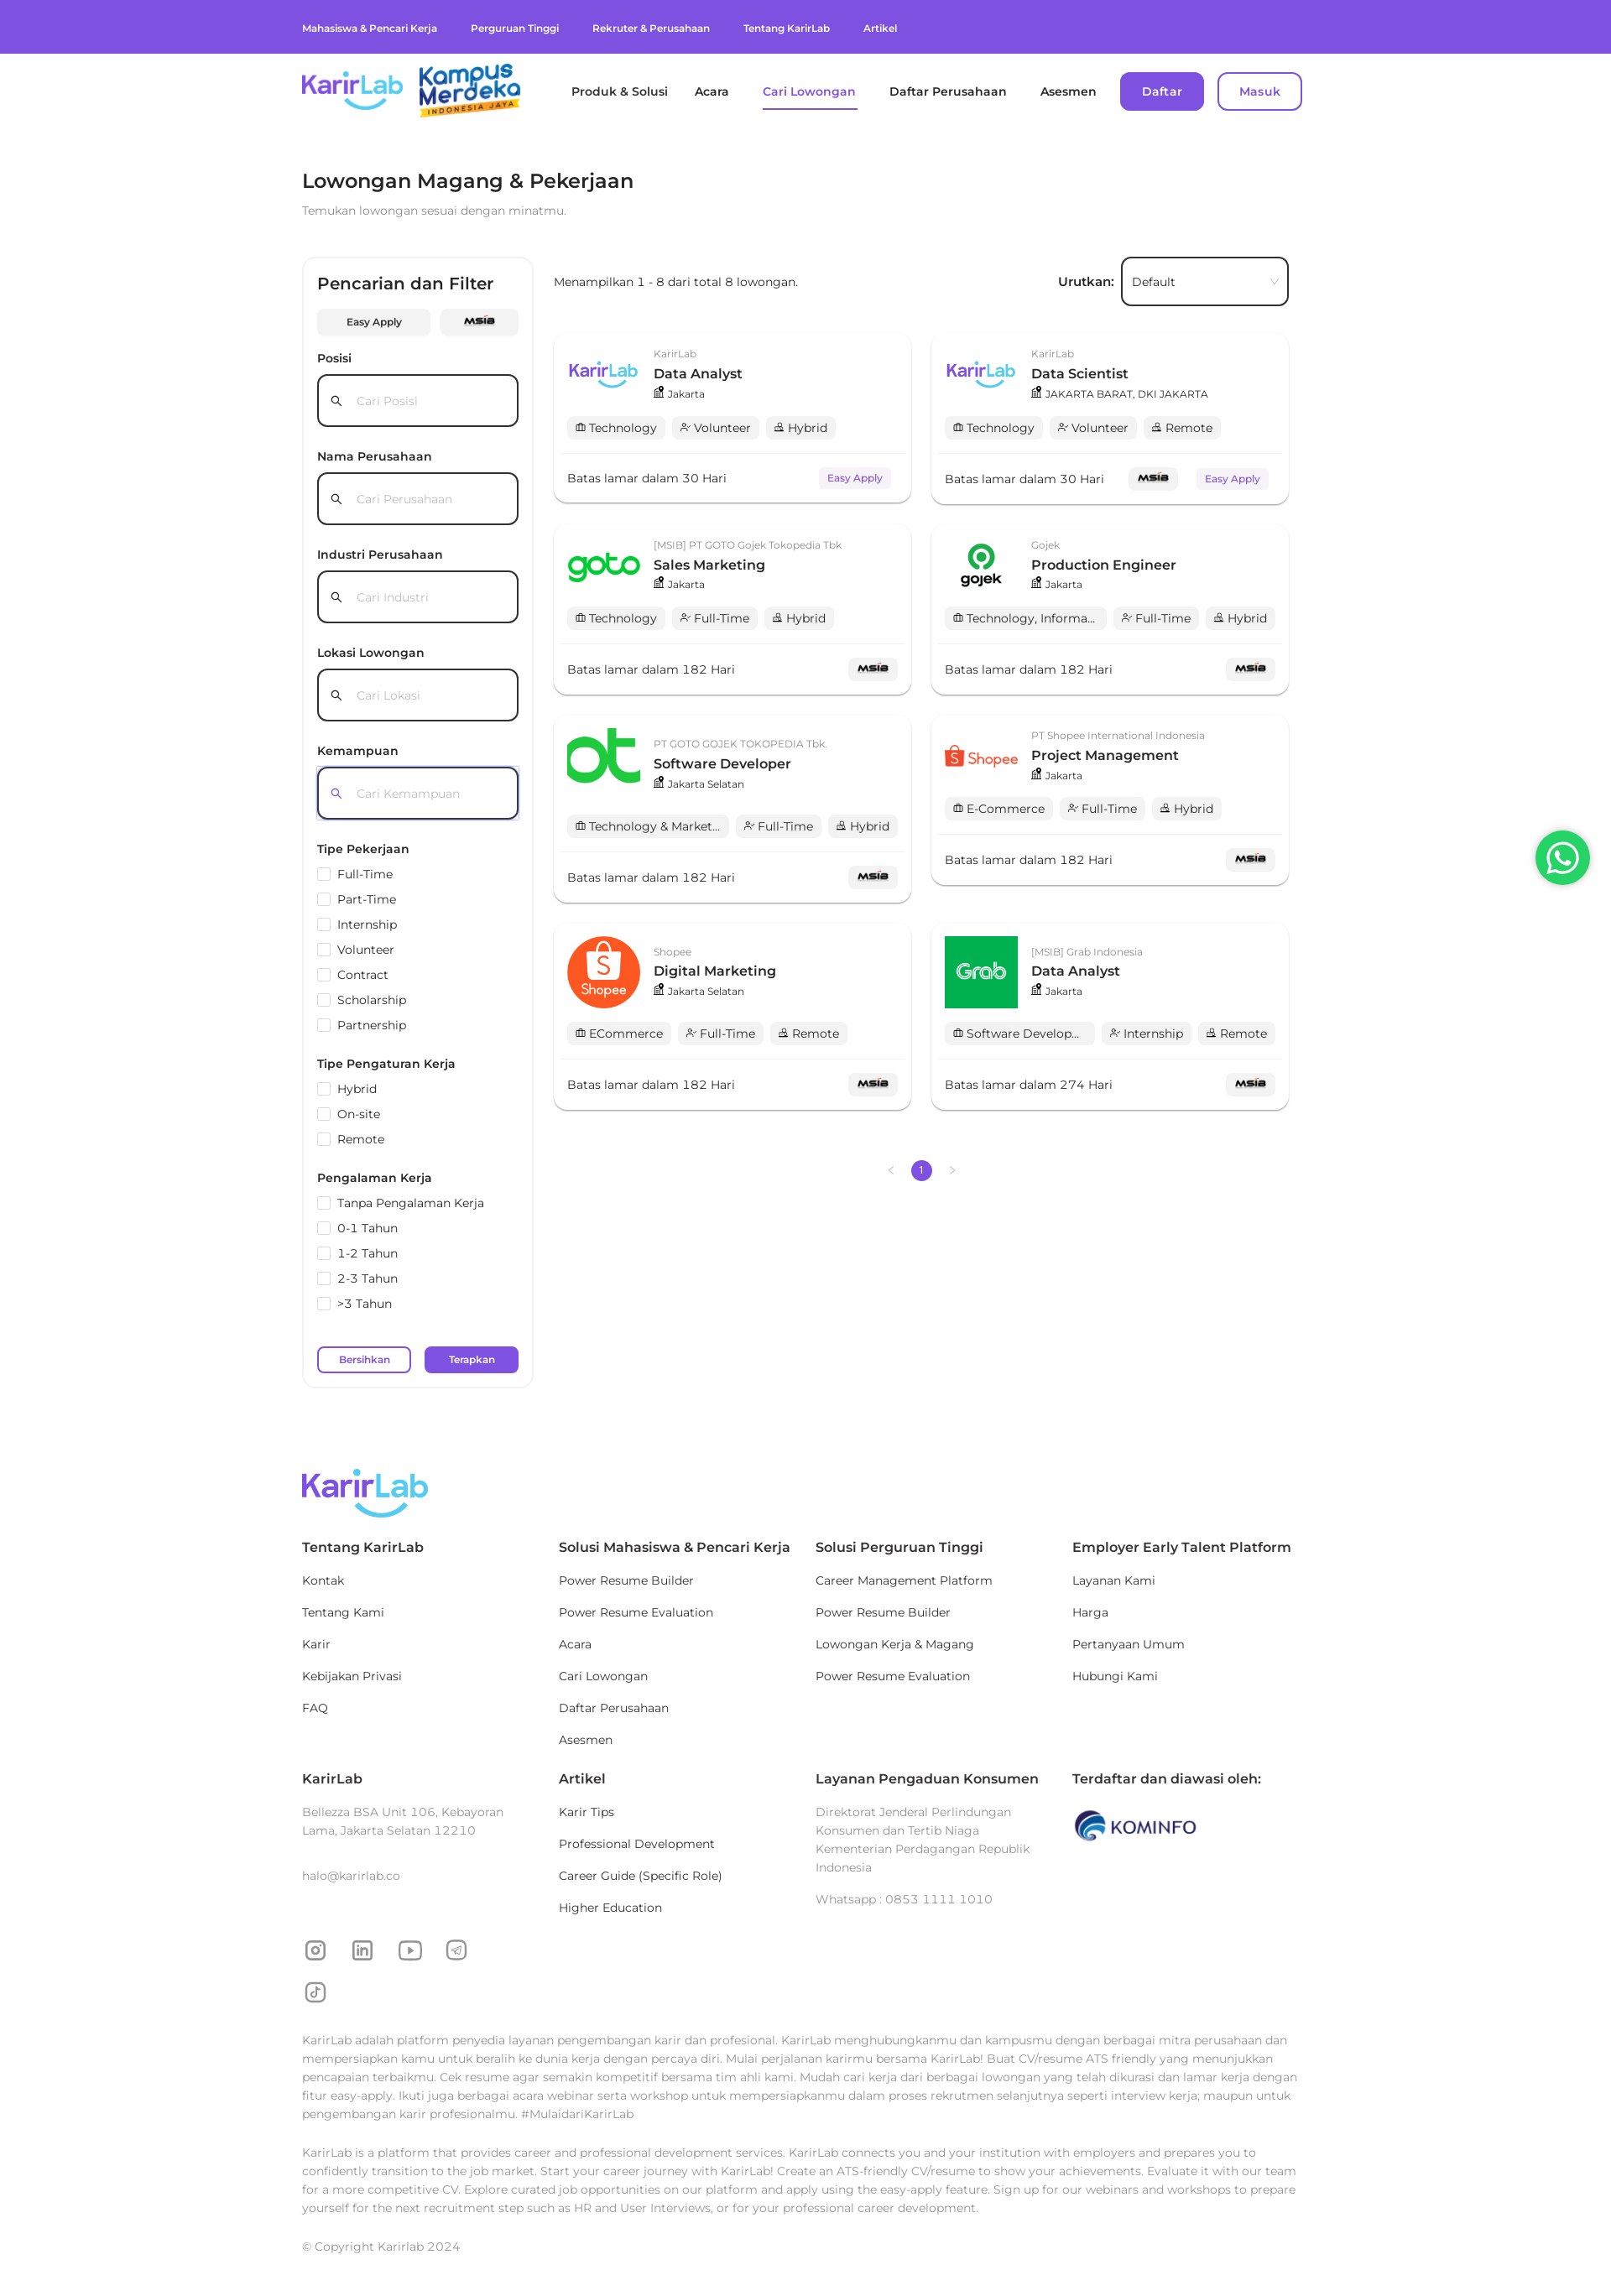 Mahasiswa & Pencari Kerja
Perguruan Tinggi
Rekruter & Perusahaan
Tentang KarirLab
Artikel
KarirLab
Kampus
Merdeka
INDONESIA JAYA
Produk & Solusi
Acara
Cari Lowongan
Daftar Perusahaan
Asesmen
Daftar
Masuk
Lowongan Magang & Pekerjaan
Temukan lowongan sesuai dengan minatmu.
Pencarian dan Filter
Easy Apply
MSIB
Posisi
Cari Posisi
Nama Perusahaan
Cari Perusahaan
Industri Perusahaan
Cari Industri
Lokasi Lowongan
Cari Lokasi
Kemampuan
Cari Kemampuan
Tipe Pekerjaan
Full-Time
Part-Time
Internship
Volunteer
Contract
Scholarship
Partnership
Tipe Pengaturan Kerja
Hybrid
On-site
Remote
Pengalaman Kerja
Tanpa Pengalaman Kerja
0-1 Tahun
1-2 Tahun
2-3 Tahun
>3 Tahun
Bersihkan
Terapkan
Menampilkan 1 - 8 dari total 8 lowongan.
Urutkan:
Default
KarirLab
KarirLab
Data Analyst
Jakarta
Technology
Volunteer
Hybrid
Batas lamar dalam 30 Hari
Easy Apply
KarirLab
KarirLab
Data Scientist
JAKARTA BARAT, DKI JAKARTA
Technology
Volunteer
Remote
Batas lamar dalam 30 Hari
MSIB
Easy Apply
goto
[MSIB] PT GOTO Gojek Tokopedia Tbk
Sales Marketing
Jakarta
Technology
Full-Time
Hybrid
Batas lamar dalam 182 Hari
MSIB
gojek
Gojek
Production Engineer
Jakarta
Technology, Informa...
Full-Time
Hybrid
Batas lamar dalam 182 Hari
MSIB
ot
PT GOTO GOJEK TOKOPEDIA Tbk.
Software Developer
Jakarta Selatan
Technology & Market...
Full-Time
Hybrid
Batas lamar dalam 182 Hari
MSIB
Shopee
PT Shopee International Indonesia
Project Management
Jakarta
E-Commerce
Full-Time
Hybrid
Batas lamar dalam 182 Hari
MSIB
Shopee
Shopee
Digital Marketing
Jakarta Selatan
ECommerce
Full-Time
Remote
Batas lamar dalam 182 Hari
MSIB
Grab
[MSIB] Grab Indonesia
Data Analyst
Jakarta
Software Develop...
Internship
Remote
Batas lamar dalam 274 Hari
MSIB
1
KarirLab
Tentang KarirLab
Kontak
Tentang Kami
Karir
Kebijakan Privasi
FAQ
Solusi Mahasiswa & Pencari Kerja
Power Resume Builder
Power Resume Evaluation
Acara
Cari Lowongan
Daftar Perusahaan
Asesmen
Solusi Perguruan Tinggi
Career Management Platform
Power Resume Builder
Lowongan Kerja & Magang
Power Resume Evaluation
Employer Early Talent Platform
Layanan Kami
Harga
Pertanyaan Umum
Hubungi Kami
KarirLab
Bellezza BSA Unit 106, Kebayoran
Lama, Jakarta Selatan 12210
halo@karirlab.co
Artikel
Karir Tips
Professional Development
Career Guide (Specific Role)
Higher Education
Layanan Pengaduan Konsumen
Direktorat Jenderal Perlindungan
Konsumen dan Tertib Niaga
Kementerian Perdagangan Republik
Indonesia
Whatsapp : 0853 1111 1010
Terdaftar dan diawasi oleh:
KOMINFO
KarirLab adalah platform penyedia layanan pengembangan karir dan profesional. KarirLab menghubungkanmu dan kampusmu dengan berbagai mitra perusahaan dan
mempersiapkan kamu untuk beralih ke dunia kerja dengan percaya diri. Mulai perjalanan karirmu bersama KarirLab! Buat CV/resume ATS friendly yang menunjukkan
pencapaian terbaikmu. Cek resume agar semakin kompetitif bersama tim ahli kami. Mudah cari kerja dari berbagai lowongan yang telah dikurasi dan lamar kerja dengan
fitur easy-apply. Ikuti juga berbagai acara webinar serta workshop untuk mempersiapkanmu dalam proses rekrutmen selanjutnya seperti interview kerja; maupun untuk
pengembangan karir profesionalmu. #MulaidariKarirLab
KarirLab is a platform that provides career and professional development services. KarirLab connects you and your institution with employers and prepares you to
confidently transition to the job market. Start your career journey with KarirLab! Create an ATS-friendly CV/resume to show your achievements. Evaluate it with our team
for a more competitive CV. Explore curated job opportunities on our platform and apply using the easy-apply feature. Sign up for our webinars and workshops to prepare
yourself for the next recruitment step such as HR and User Interviews, or for your professional career development.
© Copyright Karirlab 2024